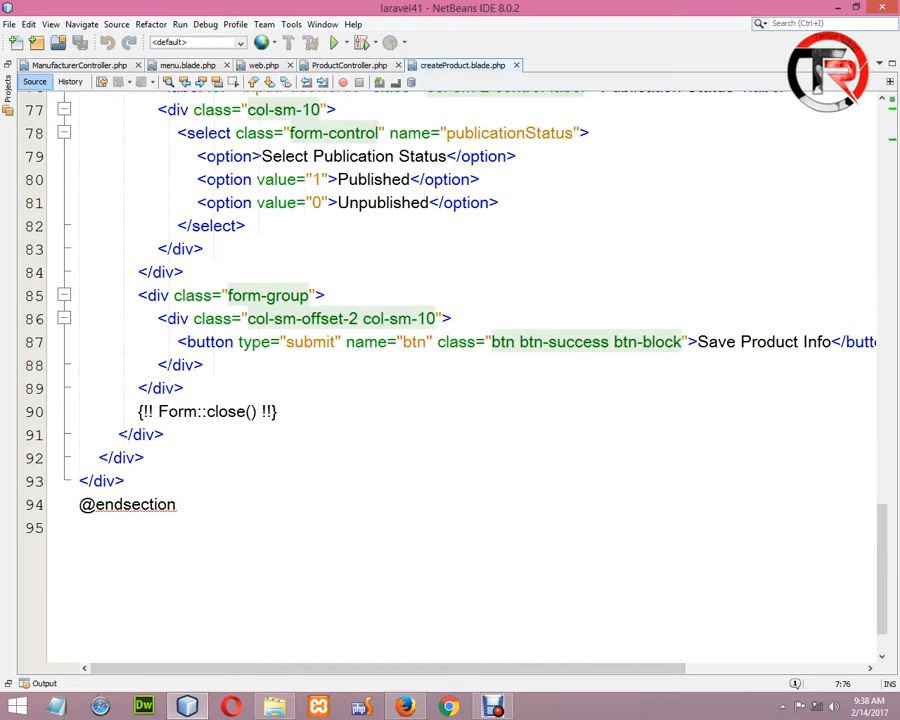 laravel41 - NetBeans IDE 8.0.2
File Edit View Navigate Source Refactor Run Debug Profile Team Tools Window Help
Search (Ctrl+I)
<default>
ManufacturerController.php menu.blade.php web.php ProductController.php createProduct.blade.php
Source History
Projects
77 <div class="col-sm-10">
78 <select class="form-control" name="publicationStatus">
79 <option>Select Publication Status</option>
80 <option value="1">Published</option>
81 <option value="0">Unpublished</option>
82 </select>
83 </div>
84 </div>
85 <div class="form-group">
86 <div class="col-sm-offset-2 col-sm-10">
87 <button type="submit" name="btn" class="btn btn-success btn-block">Save Product Info</butto
88 </div>
89 </div>
90 {!! Form::close() !!}
91 </div>
92 </div>
93 </div>
94 @endsection
95
Output
7:76 INS
9:38 AM
2/14/2017